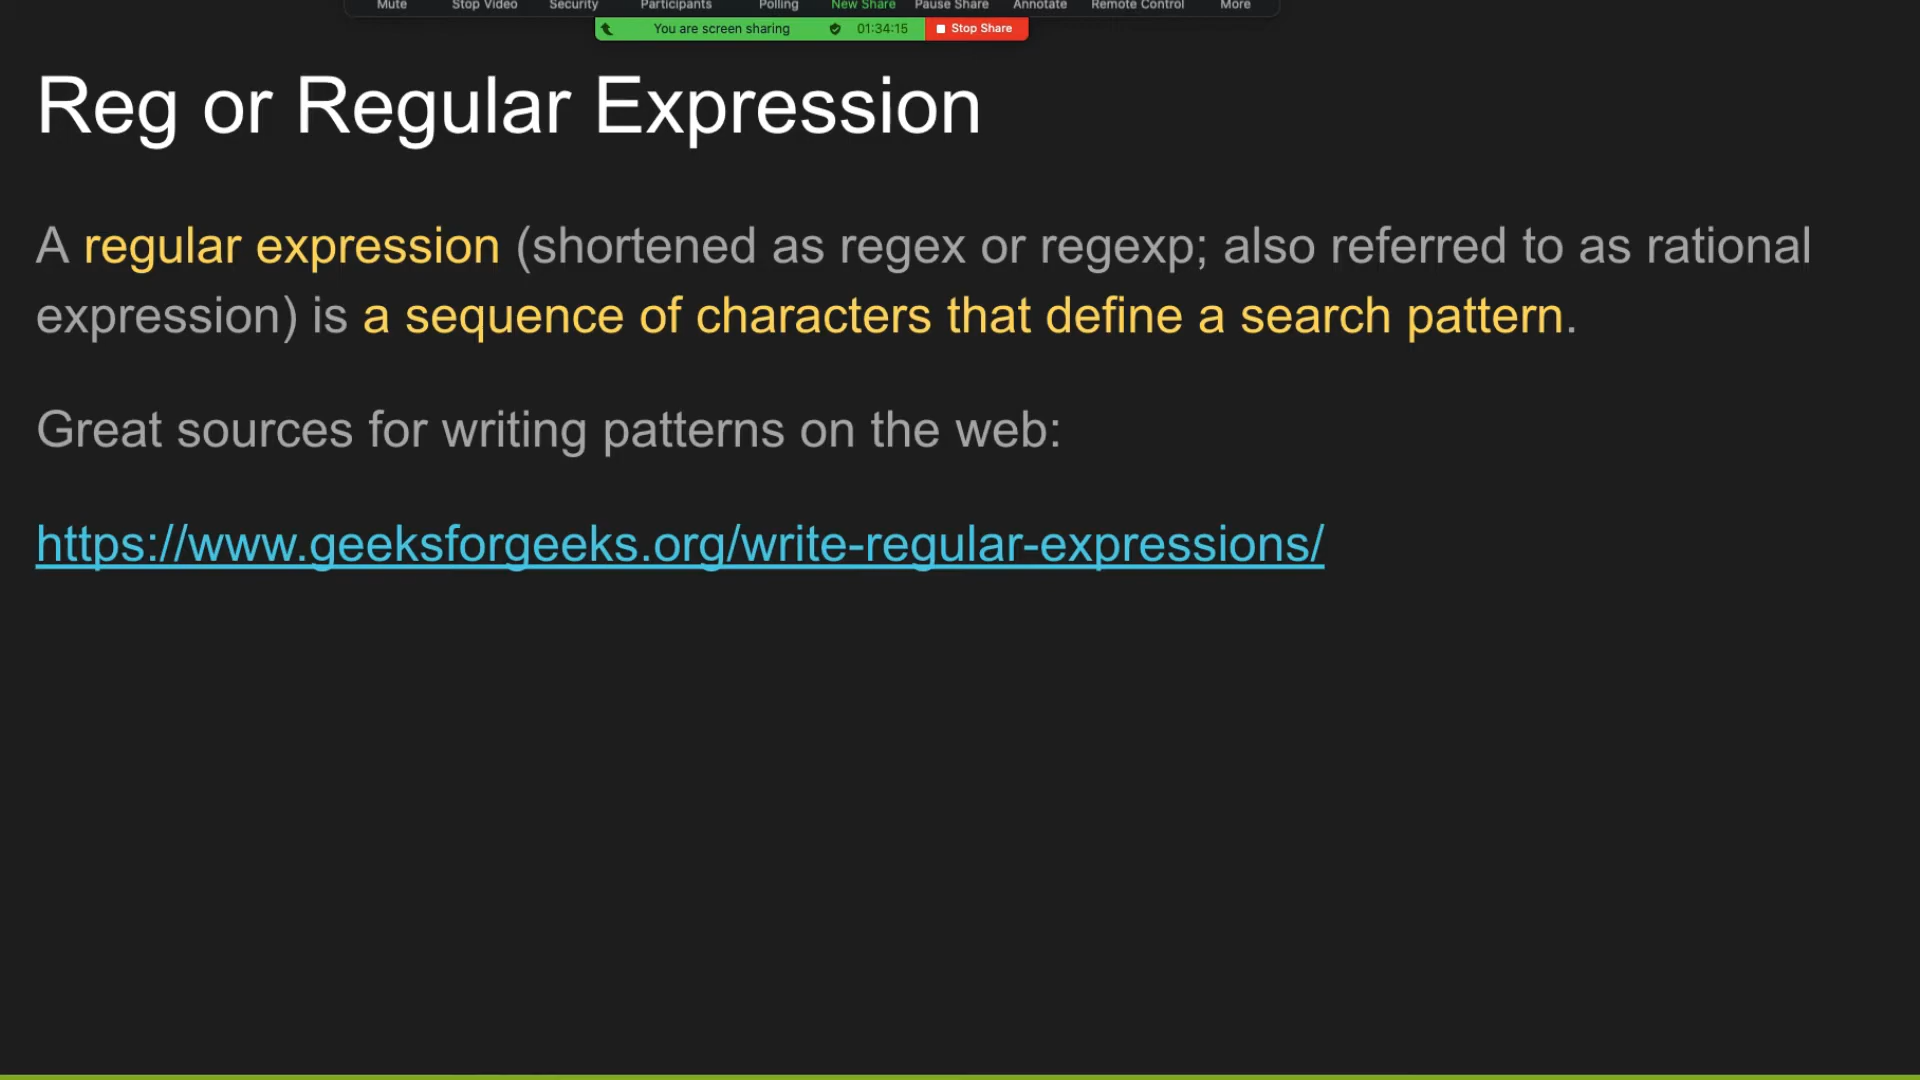 Mute Stop Video Security Participants Polling New Share Pause Share Annotate Remote Control More
You are screen sharing 01:34:15 Stop Share
Reg or Regular Expression
A regular expression (shortened as regex or regexp; also referred to as rational
expression) is a sequence of characters that define a search pattern.
Great sources for writing patterns on the web:
https://www.geeksforgeeks.org/write-regular-expressions/